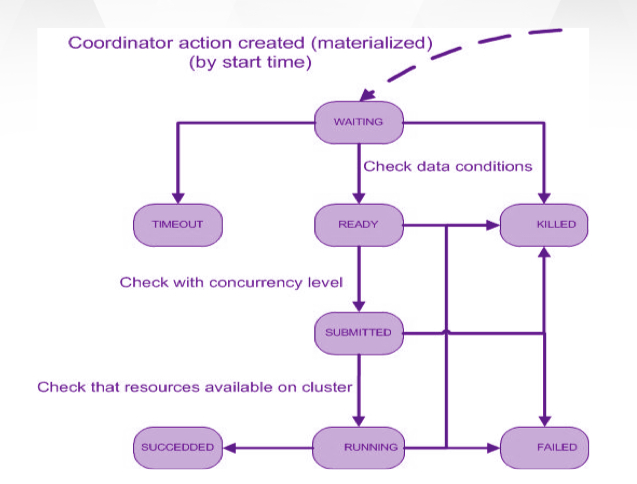 Coordinator action created (materialized)
(by start time)
WAITING
Check data conditions
TIMEOUT
READY
KILLED
Check with concurrency level
SUBMITTED
Check that resources available on cluster
SUCCEDDED
RUNNING
FAILED